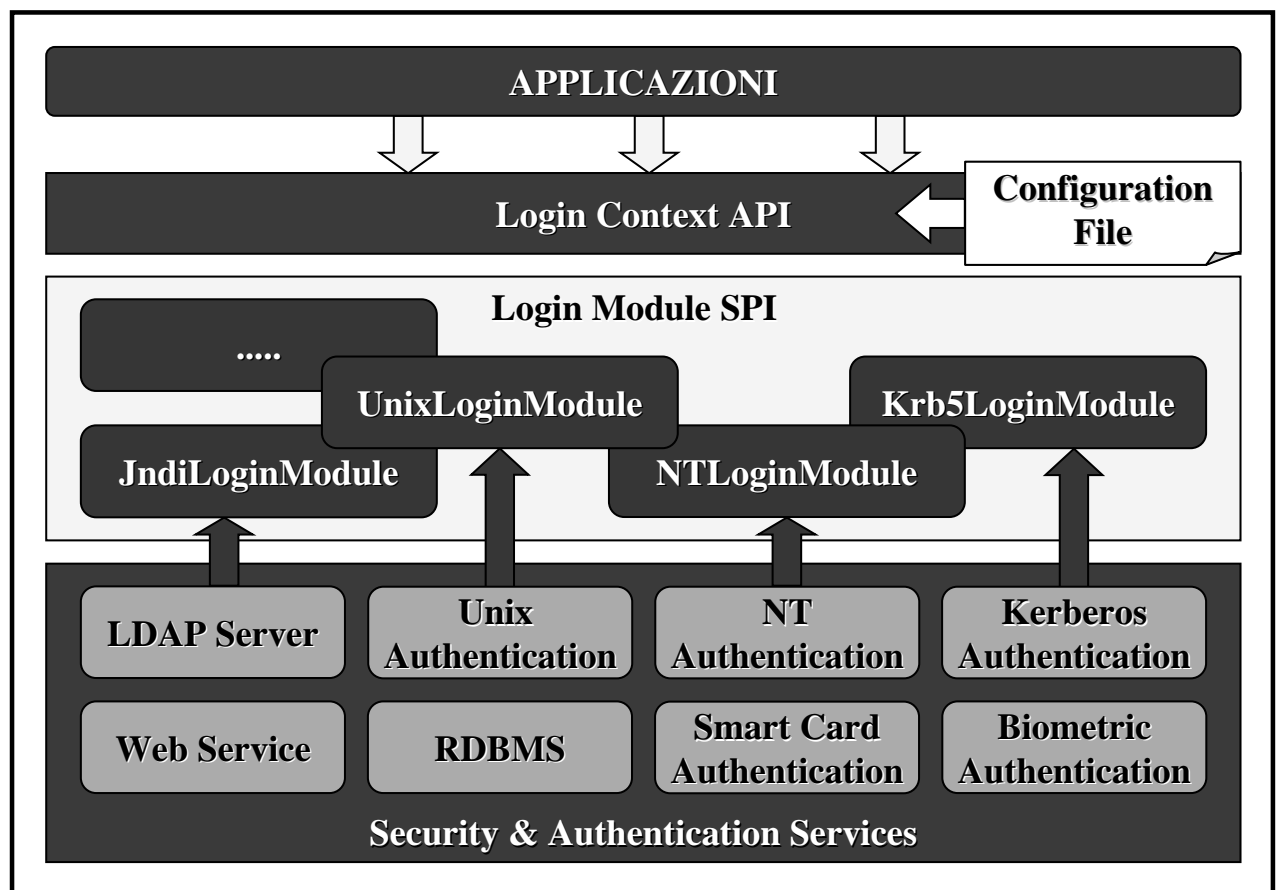 APPLICAZIONI
Login Context API
Configuration
File
Login Module SPI
.....
UnixLoginModule
Krb5LoginModule
JndiLoginModule
NTLoginModule
LDAP Server
Unix
Authentication
NT
Authentication
Kerberos
Authentication
Web Service
RDBMS
Smart Card
Authentication
Biometric
Authentication
Security & Authentication Services